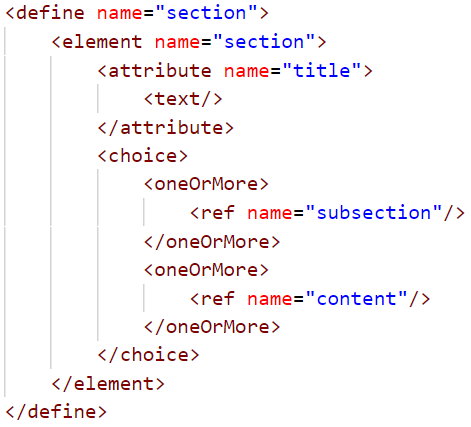 <define name="section">
    <element name="section">
        <attribute name="title">
            <text/>
        </attribute>
        <choice>
            <oneOrMore>
                <ref name="subsection"/>
            </oneOrMore>
            <oneOrMore>
                <ref name="content"/>
            </oneOrMore>
        </choice>
    </element>
</define>